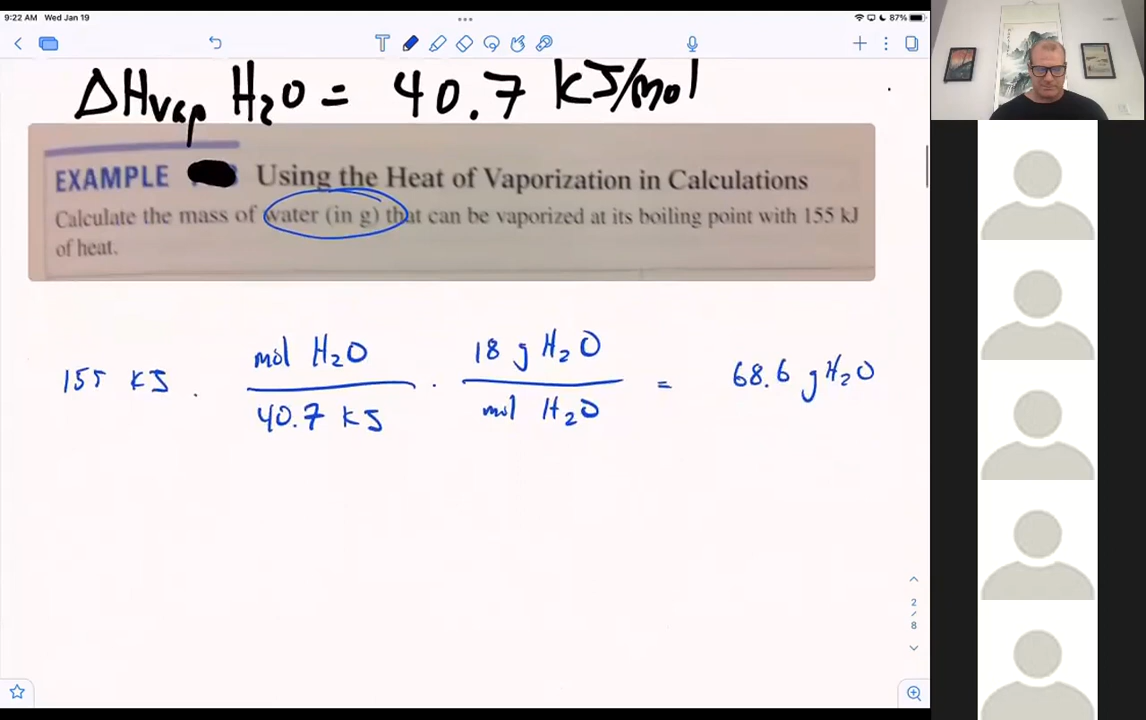 9:22 AM Wed Jan 19
87%
ΔHvap H₂O = 40.7 kJ/mol
EXAMPLE Using the Heat of Vaporization in Calculations
Calculate the mass of water (in g) that can be vaporized at its boiling point with 155 kJ
of heat.
155 kJ · mol H₂O / 40.7 kJ · 18 g H₂O / mol H₂O = 68.6 g H₂O
2
/
8